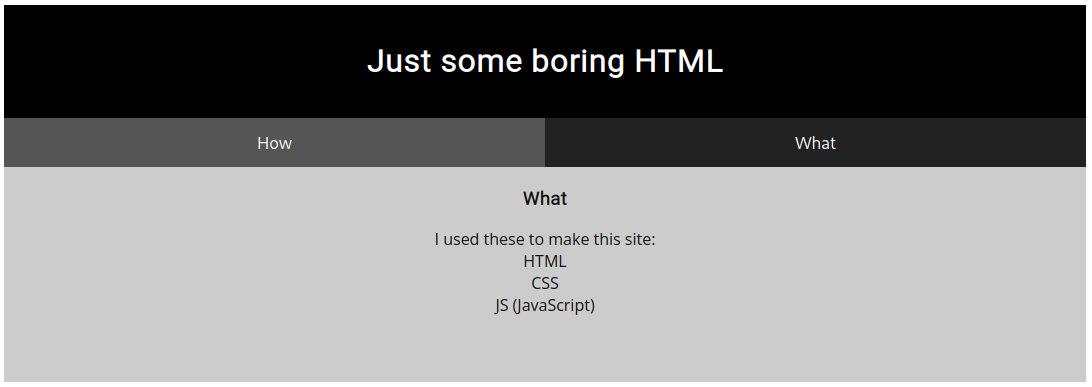 Just some boring HTML
How
What
What
I used these to make this site:
HTML
CSS
JS (JavaScript)